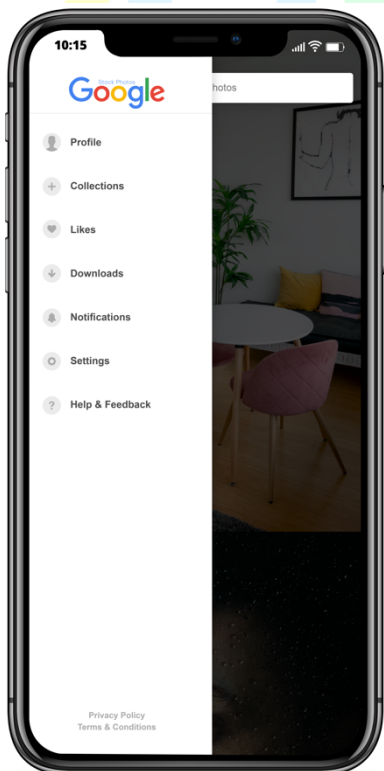 10:15
Stock Photos
Google
hotos
Profile
Collections
Likes
Downloads
Notifications
Settings
Help & Feedback
Privacy Policy
Terms & Conditions